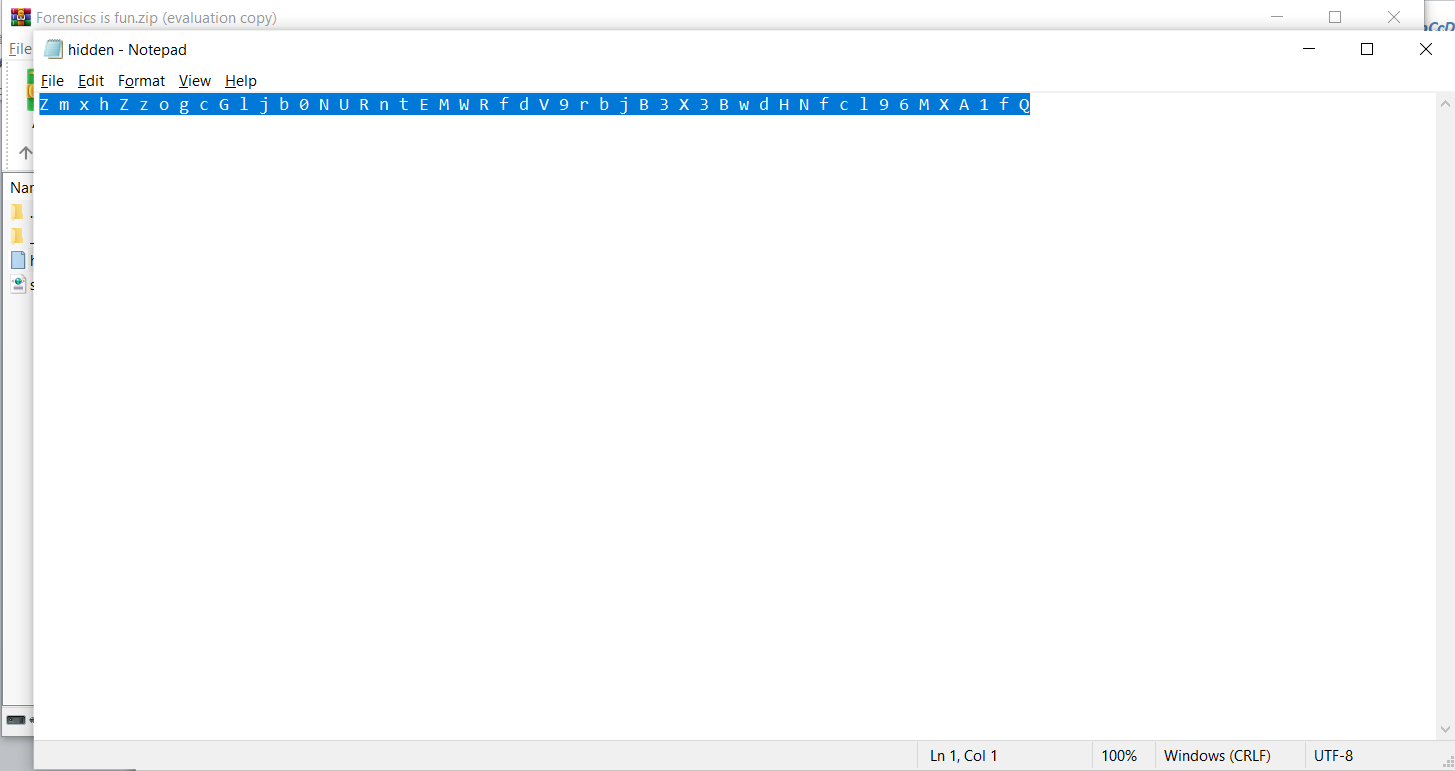 Forensics is fun.zip (evaluation copy)
File
hidden - Notepad
File Edit Format View Help
Z m x h Z z o g c G l j b 0 N U R n t E M W R f d V 9 r b j B 3 X 3 B w d H N f c l 9 6 M X A 1 f Q
Ln 1, Col 1 100% Windows (CRLF) UTF-8